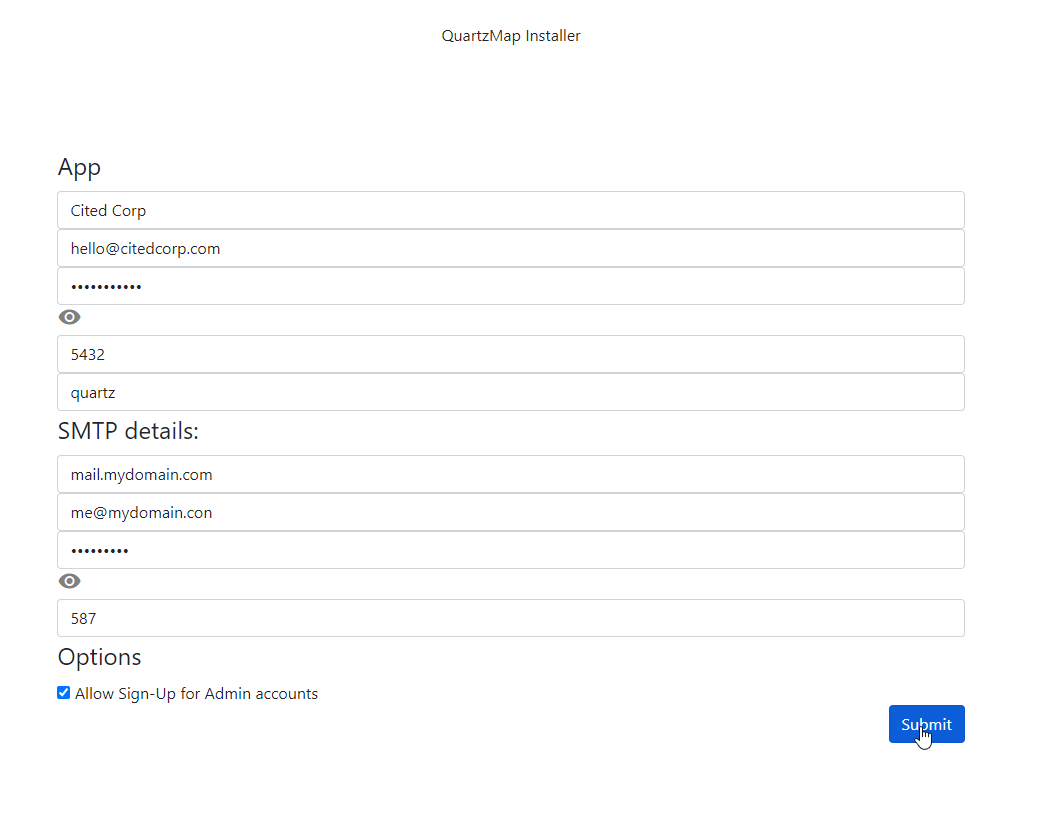 QuartzMap Installer
App
Cited Corp
hello@citedcorp.com
•••••••••••
5432
quartz
SMTP details:
mail.mydomain.com
me@mydomain.con
•••••••••
587
Options
Allow Sign-Up for Admin accounts
Submit